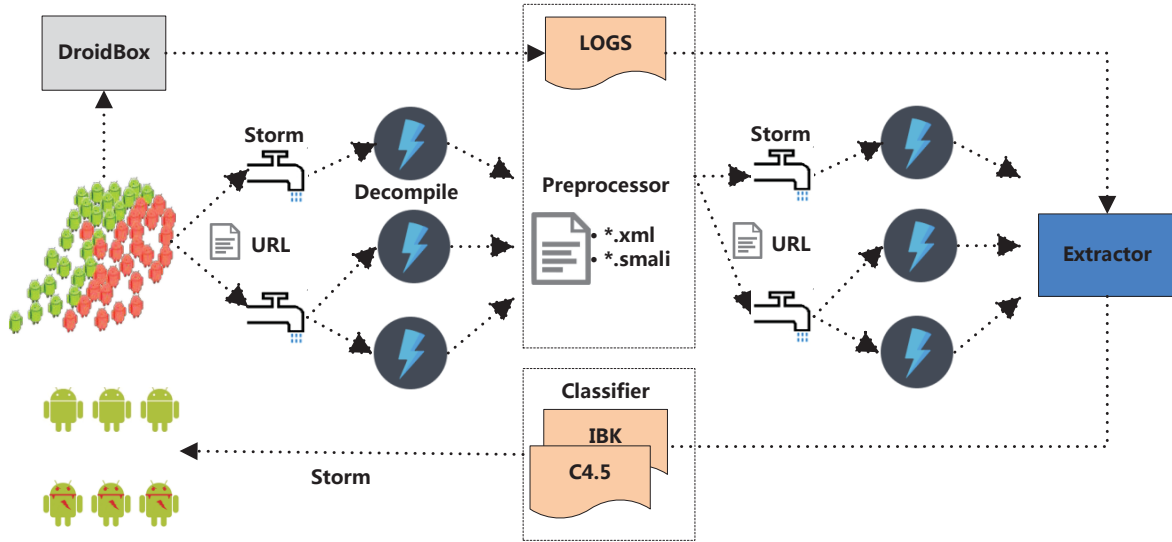 DroidBox
LOGS
Storm
Decompile
URL
Preprocessor
• *.xml
• *.smali
Storm
URL
Extractor
Classifier
IBK
C4.5
Storm